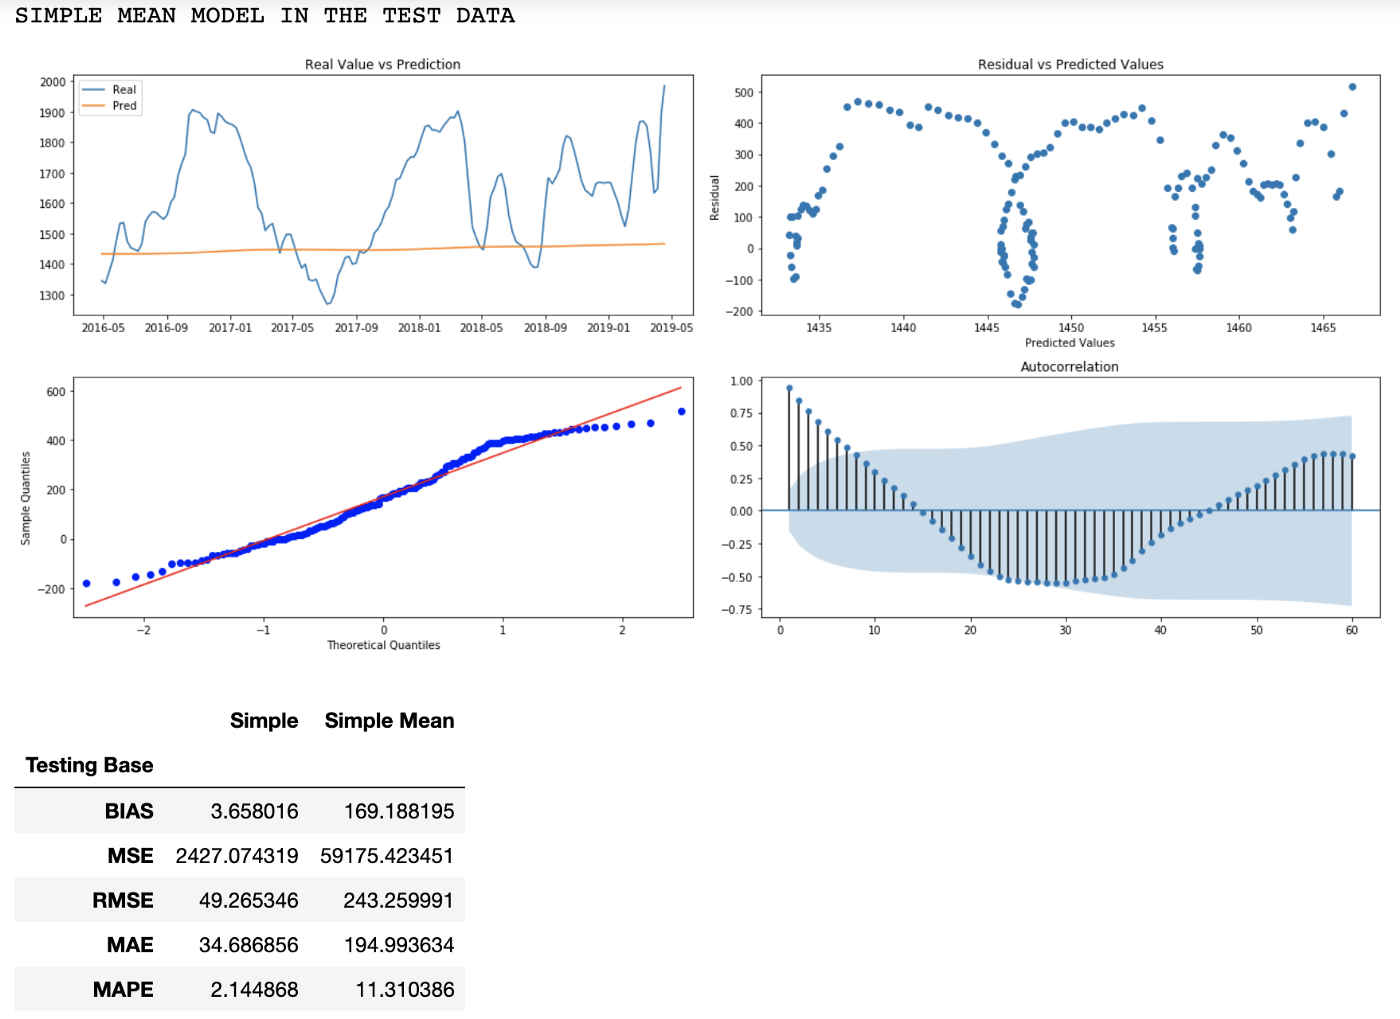 SIMPLE MEAN MODEL IN THE TEST DATA
Real Value vs Prediction
2000
1900
1800
1700
1600
1500
1400
1300
Real
Pred
2016-05 2016-09 2017-01 2017-05 2017-09 2018-01 2018-05 2018-09 2019-01 2019-05
Residual vs Predicted Values
Residual
500
400
300
200
100
0
−100
−200
1435 1440 1445 1450 1455 1460 1465
Predicted Values
Sample Quantiles
600
400
200
0
−200
−2 −1 0 1 2
Theoretical Quantiles
Autocorrelation
1.00
0.75
0.50
0.25
0.00
−0.25
−0.50
−0.75
0 10 20 30 40 50 60
Simple Simple Mean
Testing Base
BIAS 3.658016 169.188195
MSE 2427.074319 59175.423451
RMSE 49.265346 243.259991
MAE 34.686856 194.993634
MAPE 2.144868 11.310386